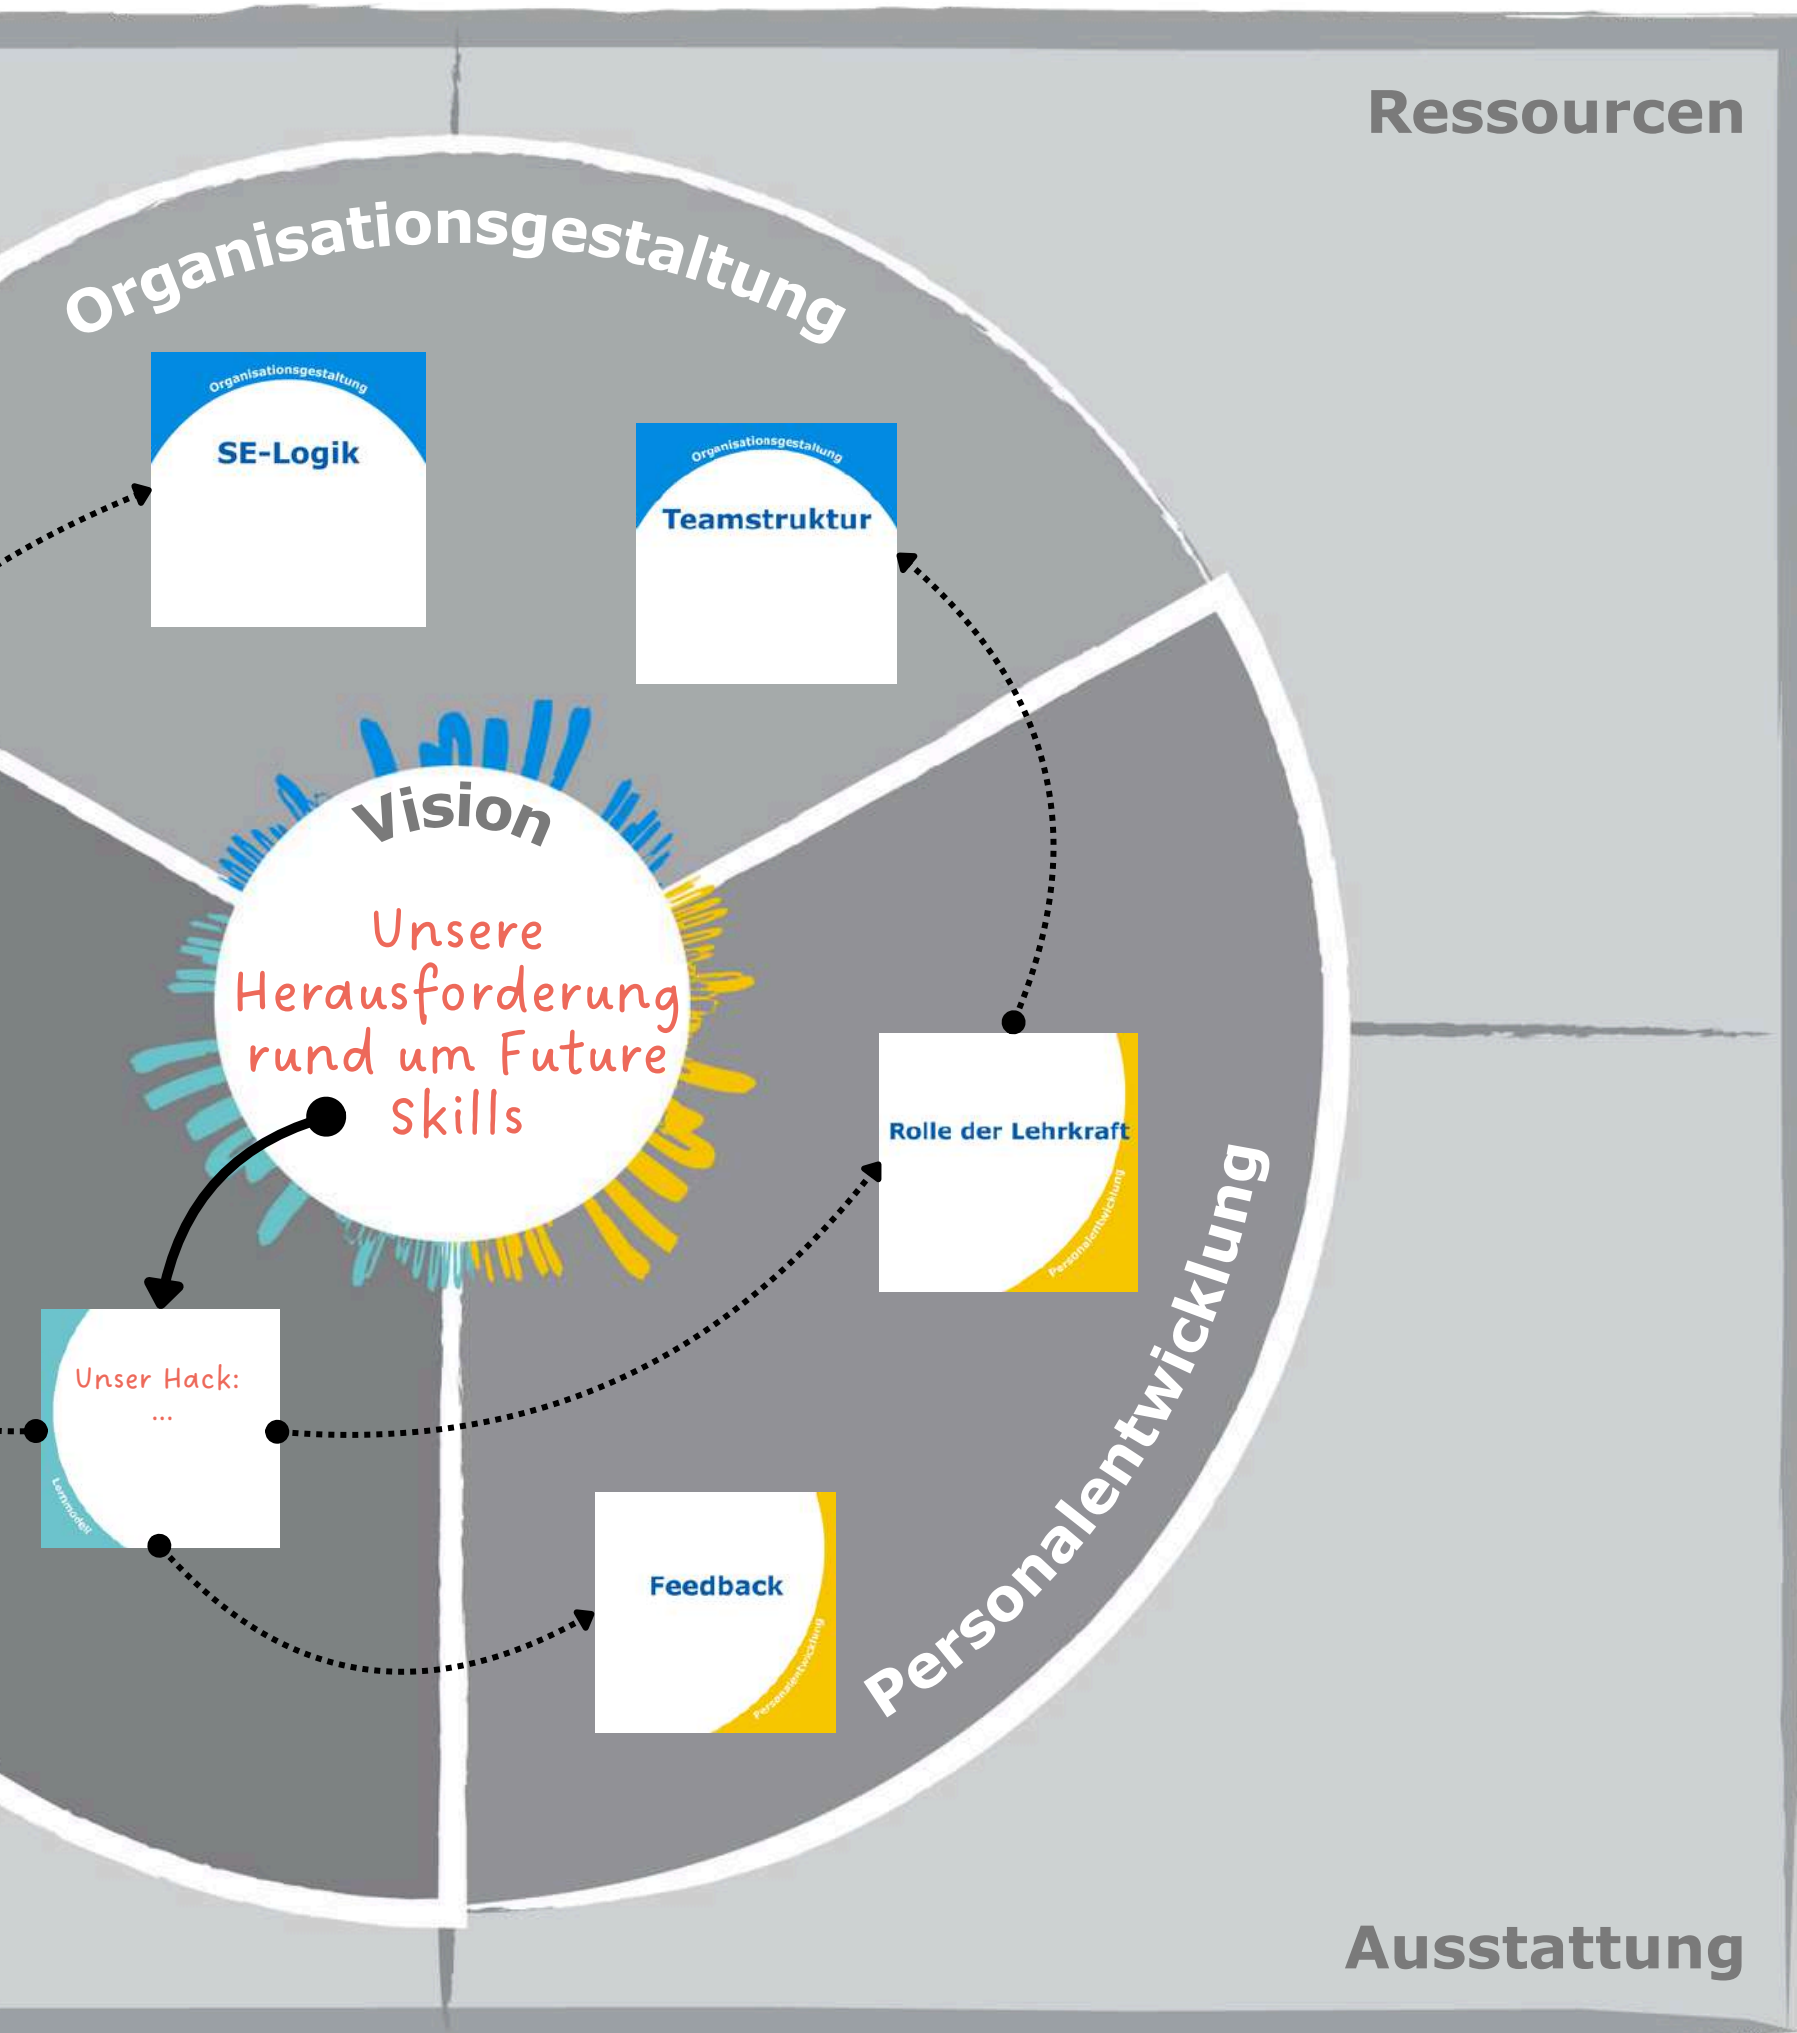 Ressourcen
Organisationsgestaltung
Organisationsgestaltung
SE-Logik
Organisationsgestaltung
Teamstruktur
Vision
Unsere
Herausforderung
rund um Future
Skills
Rolle der Lehrkraft
Personalentwicklung
Personalentwicklung
Unser Hack:
...
Lernmodell
Feedback
Personalentwicklung
Ausstattung